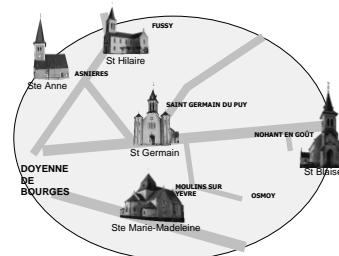 FUSSY
St Hilaire
Ste Anne
ASNIERES
SAINT GERMAIN DU PUY
St Germain
NOHANT EN GOÛT
St Blaise
DOYENNE
DE
BOURGES
MOULINS SUR
YEVRE
OSMOY
Ste Marie-Madeleine